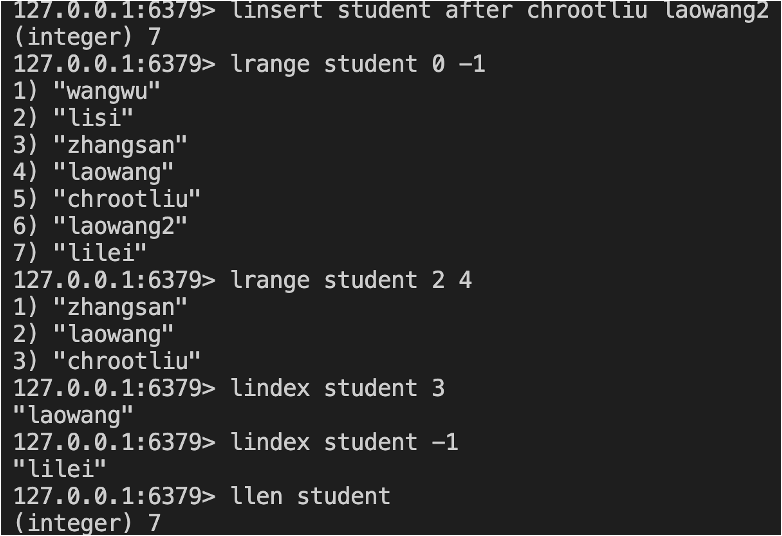 127.0.0.1:6379> linsert student after chrootliu laowang2
(integer) 7
127.0.0.1:6379> lrange student 0 -1
1) "wangwu"
2) "lisi"
3) "zhangsan"
4) "laowang"
5) "chrootliu"
6) "laowang2"
7) "lilei"
127.0.0.1:6379> lrange student 2 4
1) "zhangsan"
2) "laowang"
3) "chrootliu"
127.0.0.1:6379> lindex student 3
"laowang"
127.0.0.1:6379> lindex student -1
"lilei"
127.0.0.1:6379> llen student
(integer) 7